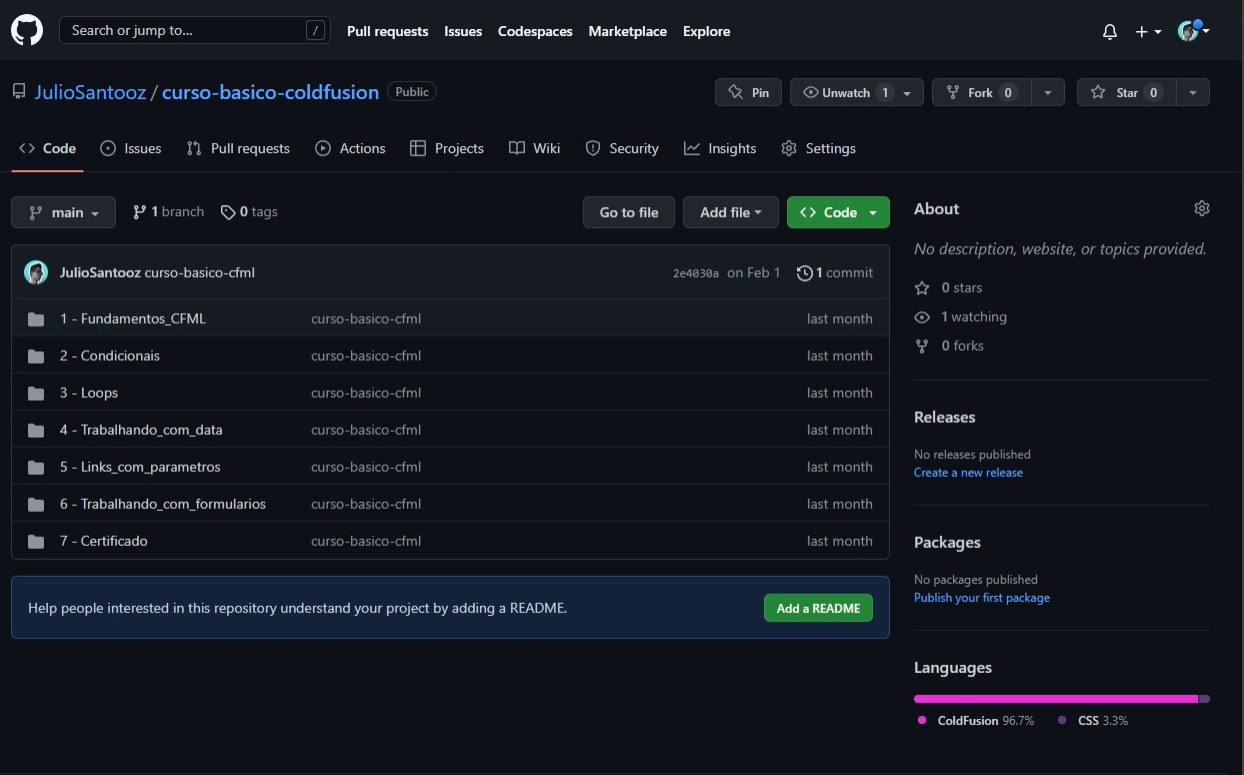 Search or jump to... /
Pull requests Issues Codespaces Marketplace Explore
JulioSantooz / curso-basico-coldfusion Public
Pin Unwatch 1 Fork 0 Star 0
Code Issues Pull requests Actions Projects Wiki Security Insights Settings
main 1 branch 0 tags Go to file Add file Code
JulioSantooz curso-basico-cfml 2e4030a on Feb 1 1 commit
1 - Fundamentos_CFML curso-basico-cfml last month
2 - Condicionais curso-basico-cfml last month
3 - Loops curso-basico-cfml last month
4 - Trabalhando_com_data curso-basico-cfml last month
5 - Links_com_parametros curso-basico-cfml last month
6 - Trabalhando_com_formularios curso-basico-cfml last month
7 - Certificado curso-basico-cfml last month
Help people interested in this repository understand your project by adding a README. Add a README
About
No description, website, or topics provided.
0 stars
1 watching
0 forks
Releases
No releases published
Create a new release
Packages
No packages published
Publish your first package
Languages
ColdFusion 96.7% CSS 3.3%